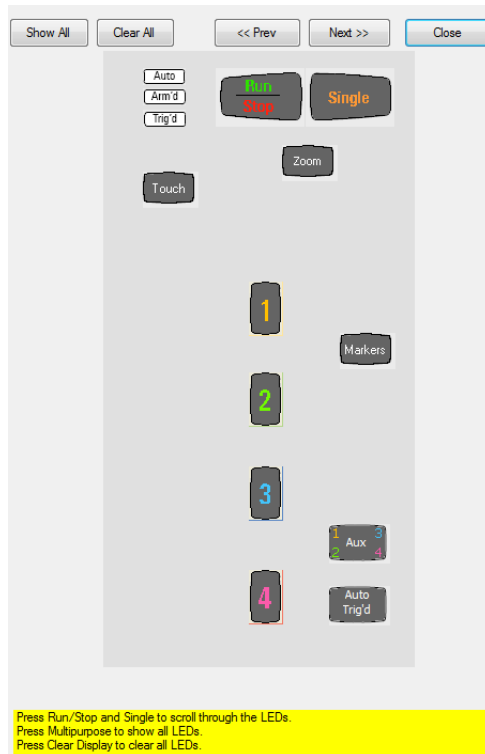 Show All Clear All << Prev Next >> Close
Auto
Arm'd
Trig'd
Run
Stop
Single
Zoom
Touch
1
Markers
2
3
1 3
Aux
2 4
4
Auto
Trig'd
Press Run/Stop and Single to scroll through the LEDs.
Press Multipurpose to show all LEDs.
Press Clear Display to clear all LEDs.